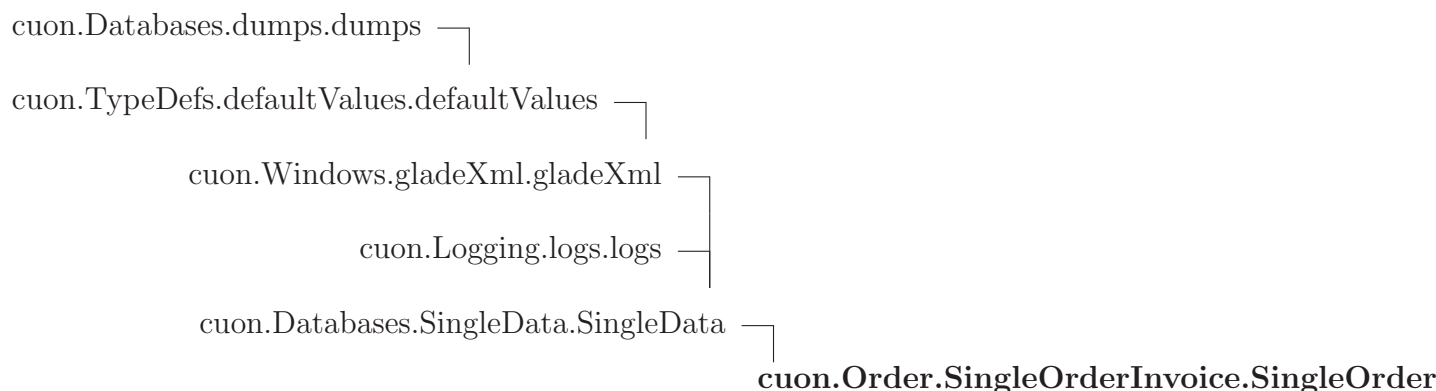 cuon.Databases.dumps.dumps
cuon.TypeDefs.defaultValues.defaultValues
cuon.Windows.gladeXml.gladeXml
cuon.Logging.logs.logs
cuon.Databases.SingleData.SingleData
cuon.Order.SingleOrderInvoice.SingleOrder